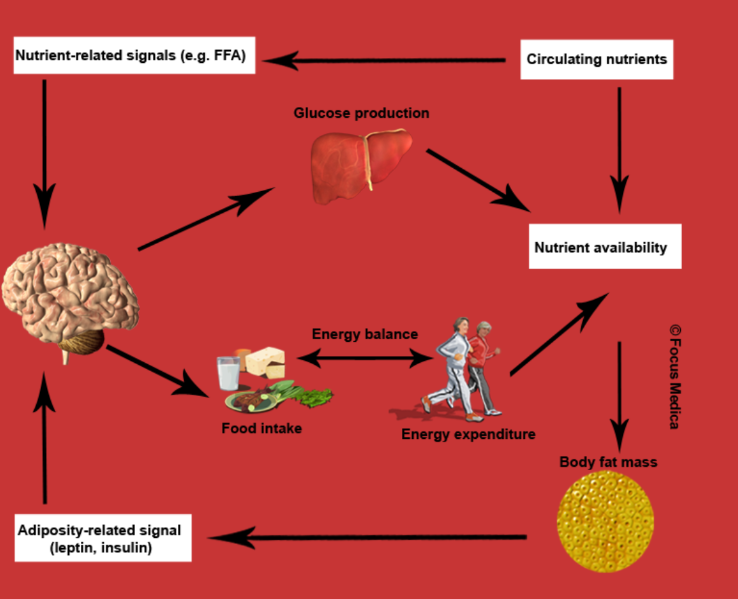 Nutrient-related signals (e.g. FFA)
Circulating nutrients
Glucose production
Nutrient availability
Energy balance
© Focus Medica
Food intake
Energy expenditure
Body fat mass
Adiposity-related signal
(leptin, insulin)